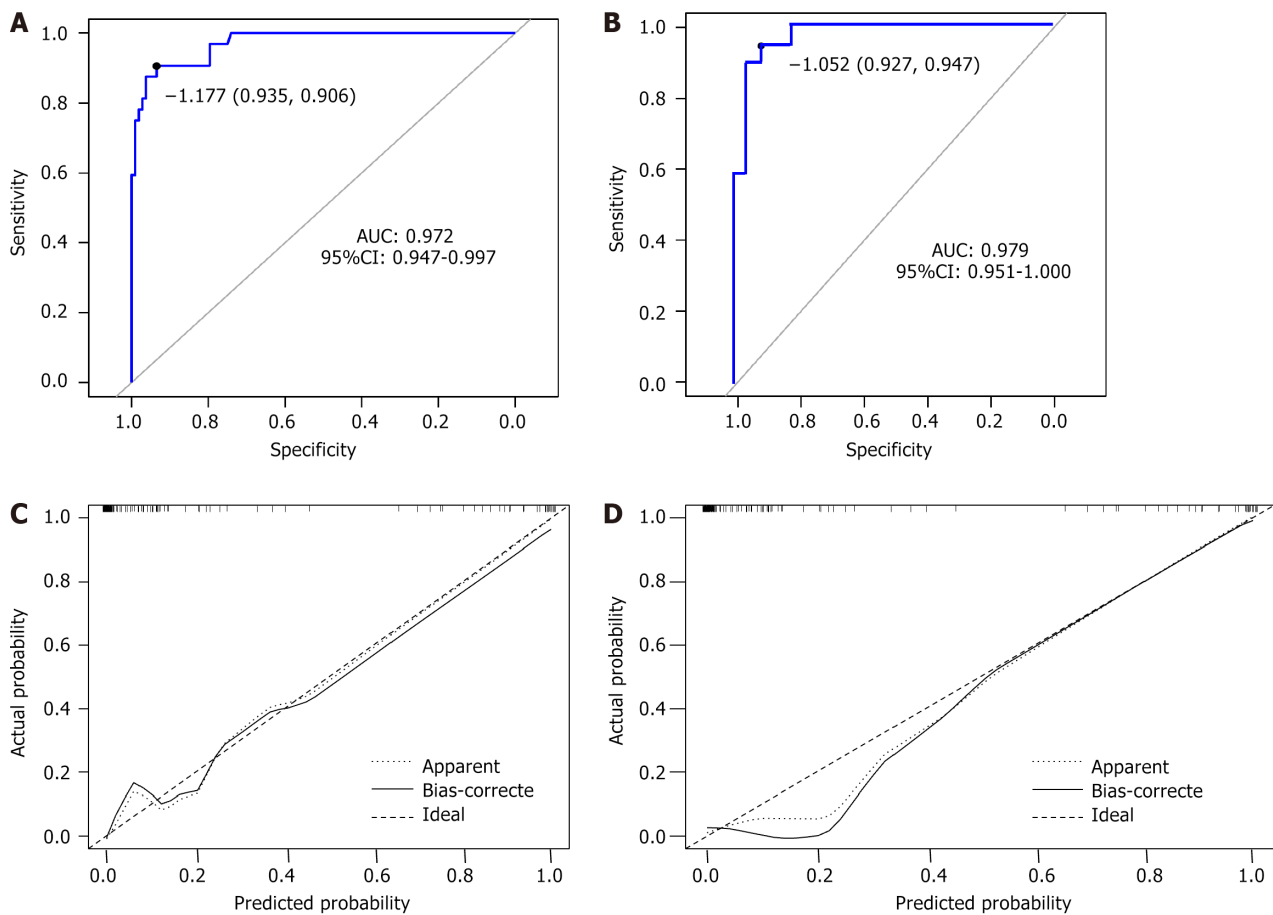 A
1.0
0.8
0.6
0.4
0.2
0.0
Sensitivity
−1.177 (0.935, 0.906)
AUC: 0.972
95%CI: 0.947-0.997
1.0 0.8 0.6 0.4 0.2 0.0
Specificity
B
1.0
0.8
0.6
0.4
0.2
0.0
Sensitivity
−1.052 (0.927, 0.947)
AUC: 0.979
95%CI: 0.951-1.000
1.0 0.8 0.6 0.4 0.2 0.0
Specificity
C
1.0
0.8
0.6
0.4
0.2
0.0
Actual probability
Apparent
Bias-correcte
Ideal
0.0 0.2 0.4 0.6 0.8 1.0
Predicted probability
D
1.0
0.8
0.6
0.4
0.2
0.0
Actual probability
Apparent
Bias-correcte
Ideal
0.0 0.2 0.4 0.6 0.8 1.0
Predicted probability